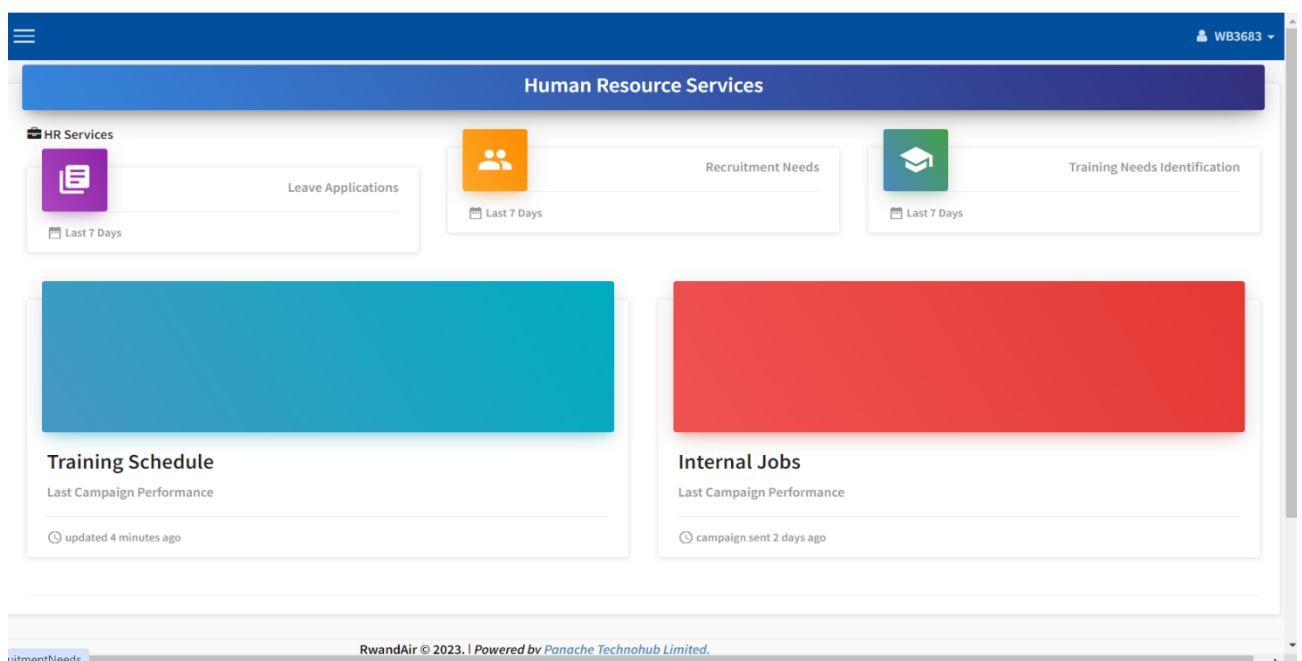 WB3683
Human Resource Services
HR Services
Leave Applications
Last 7 Days
Recruitment Needs
Last 7 Days
Training Needs Identification
Last 7 Days
Training Schedule
Last Campaign Performance
updated 4 minutes ago
Internal Jobs
Last Campaign Performance
campaign sent 2 days ago
RwandAir © 2023. | Powered by Panache Technohub Limited.
uitmentNeeds